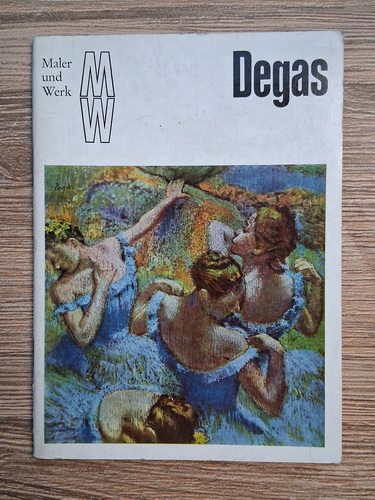 Maler
und
Werk
MW
Degas